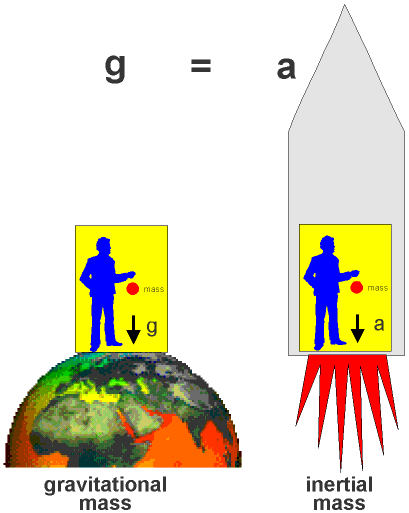 g = a
mass
g
mass
a
gravitational
mass
inertial
mass